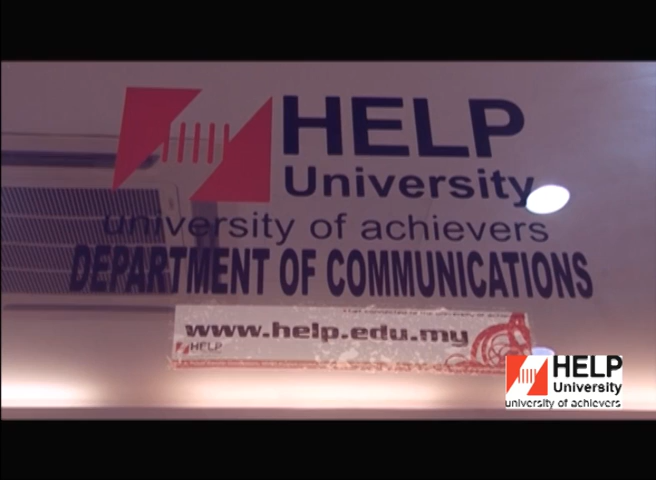 HELP
University
university of achievers
DEPARTMENT OF COMMUNICATIONS
www.help.edu.my
HELP
HELP
University
university of achievers